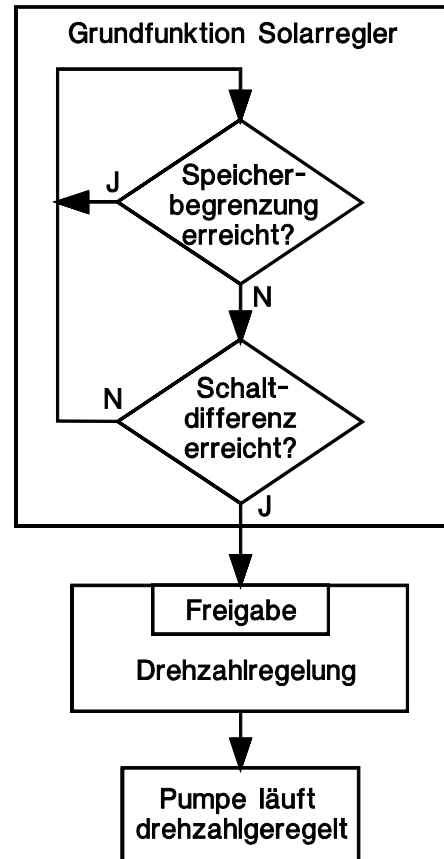 Grundfunktion Solarregler
J
Speicher-
begrenzung
erreicht?
N
N
Schalt-
differenz
erreicht?
J
Freigabe
Drehzahlregelung
Pumpe läuft
drehzahlgeregelt